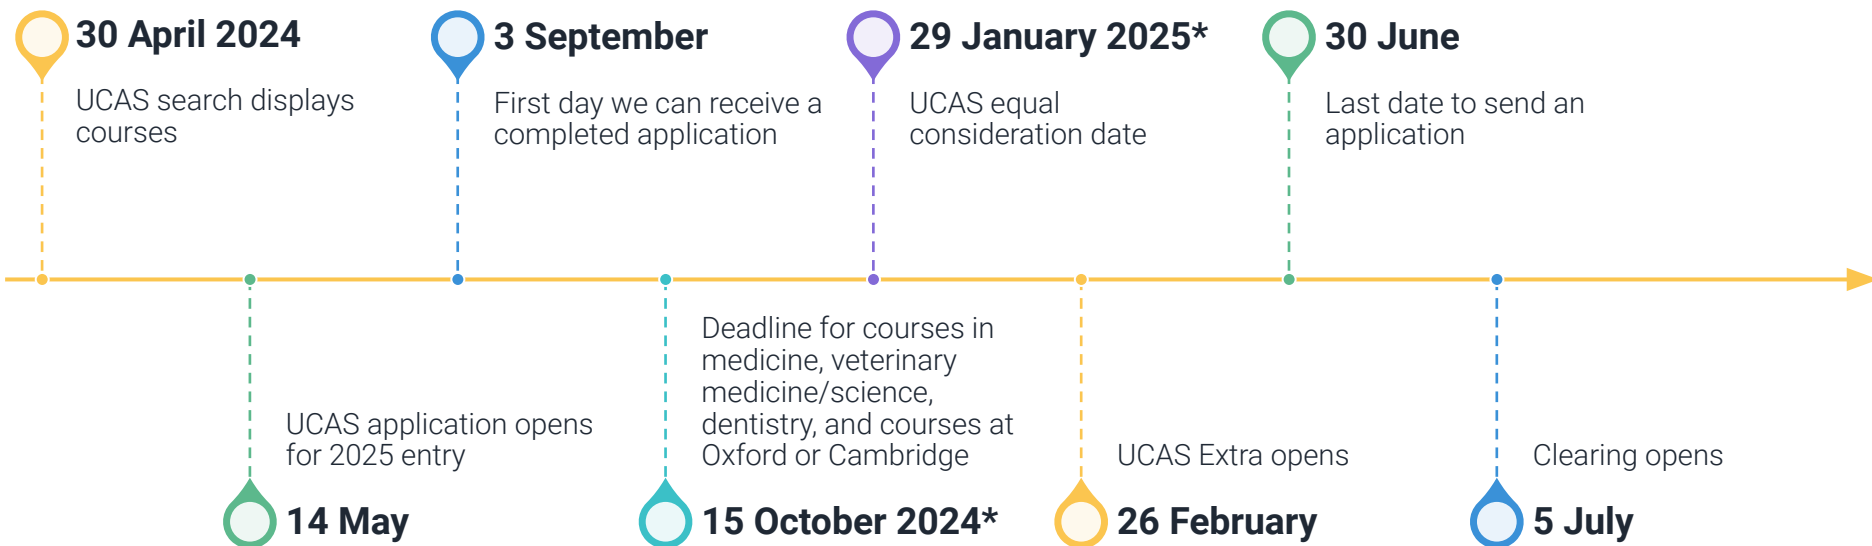 30 April 2024
UCAS search displays
courses
14 May
UCAS application opens
for 2025 entry
3 September
First day we can receive a
completed application
15 October 2024*
Deadline for courses in
medicine, veterinary
medicine/science,
dentistry, and courses at
Oxford or Cambridge
29 January 2025*
UCAS equal
consideration date
26 February
UCAS Extra opens
30 June
Last date to send an
application
5 July
Clearing opens